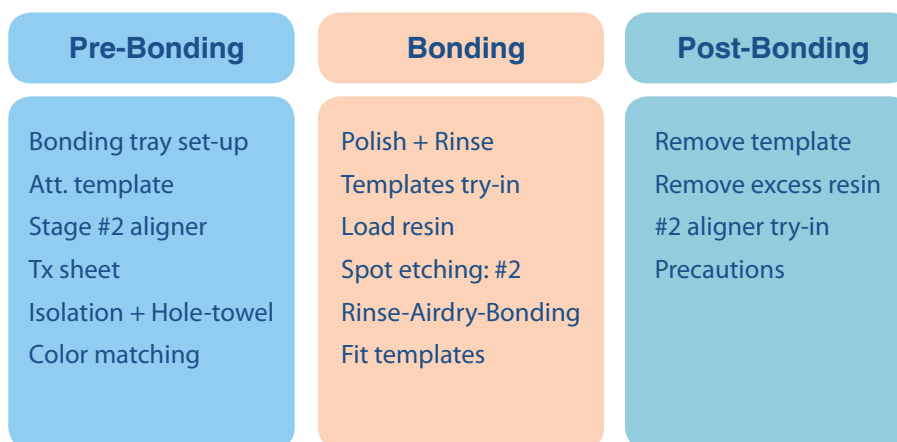 Pre-Bonding
Bonding tray set-up
Att. template
Stage #2 aligner
Tx sheet
Isolation + Hole-towel
Color matching
Bonding
Polish + Rinse
Templates try-in
Load resin
Spot etching: #2
Rinse-Airdry-Bonding
Fit templates
Post-Bonding
Remove template
Remove excess resin
#2 aligner try-in
Precautions